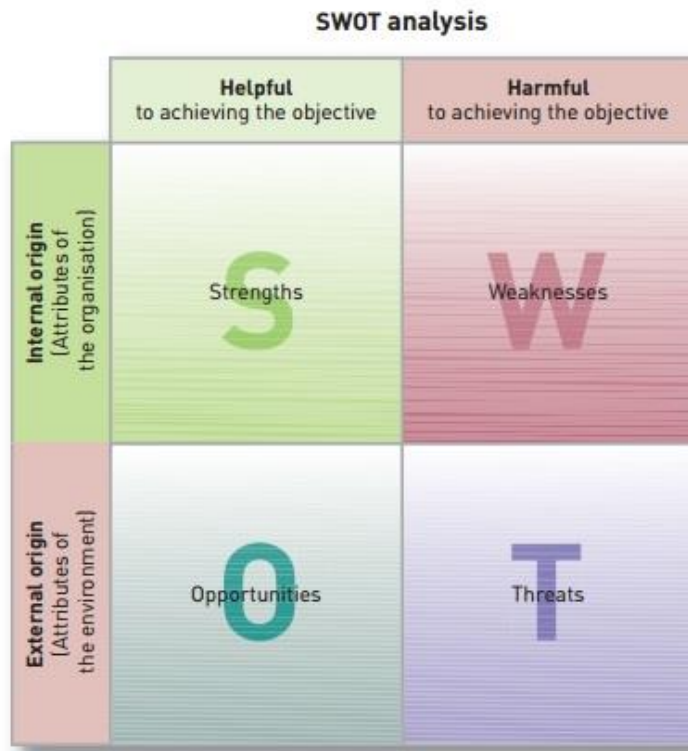 SWOT analysis
Helpful
to achieving the objective
Harmful
to achieving the objective
Internal origin
(Attributes of
the organisation)
S
Strengths
W
Weaknesses
External origin
(Attributes of
the environment)
O
Opportunities
T
Threats